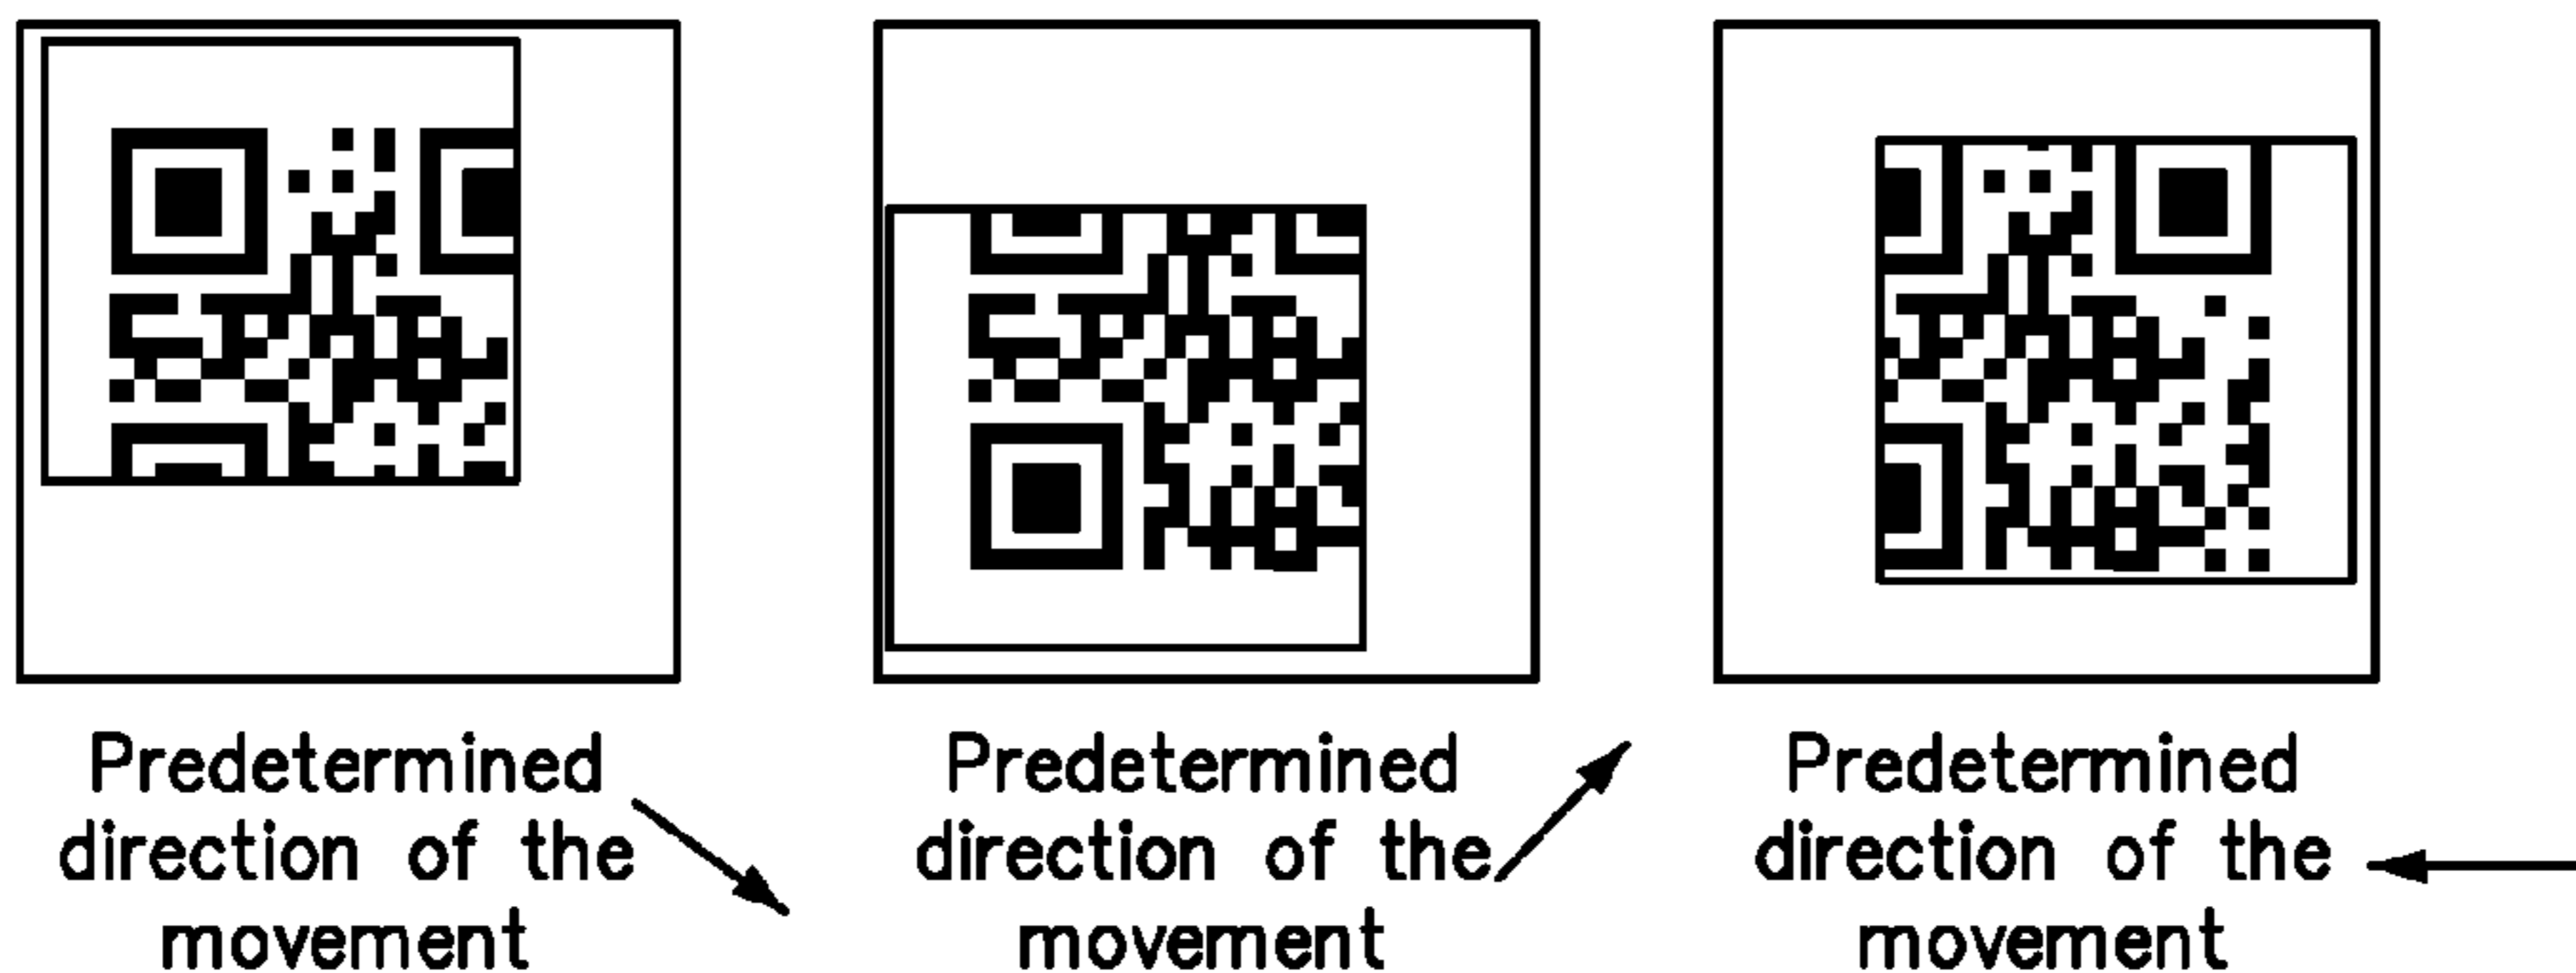 Predetermined
direction of the
movement
Predetermined
direction of the
movement
Predetermined
direction of the
movement